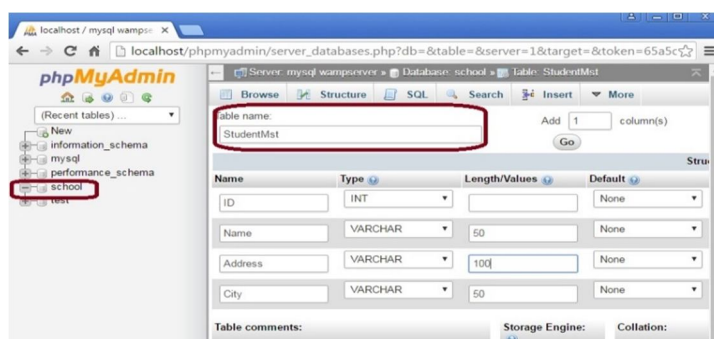 localhost / mysql wampse
localhost/phpmyadmin/server_databases.php?db=&table=&server=1&target=&token=65a5c
phpMyAdmin
(Recent tables) ...
New
information_schema
mysql
performance_schema
school
test
Server: mysql wampserver » Database: school » Table: StudentMst
Browse Structure SQL Search Insert More
Table name:
StudentMst
Add 1 column(s)
Go
Stru
Name Type Length/Values Default
ID INT None
Name VARCHAR 50 None
Address VARCHAR 100 None
City VARCHAR 50 None
Table comments: Storage Engine: Collation: